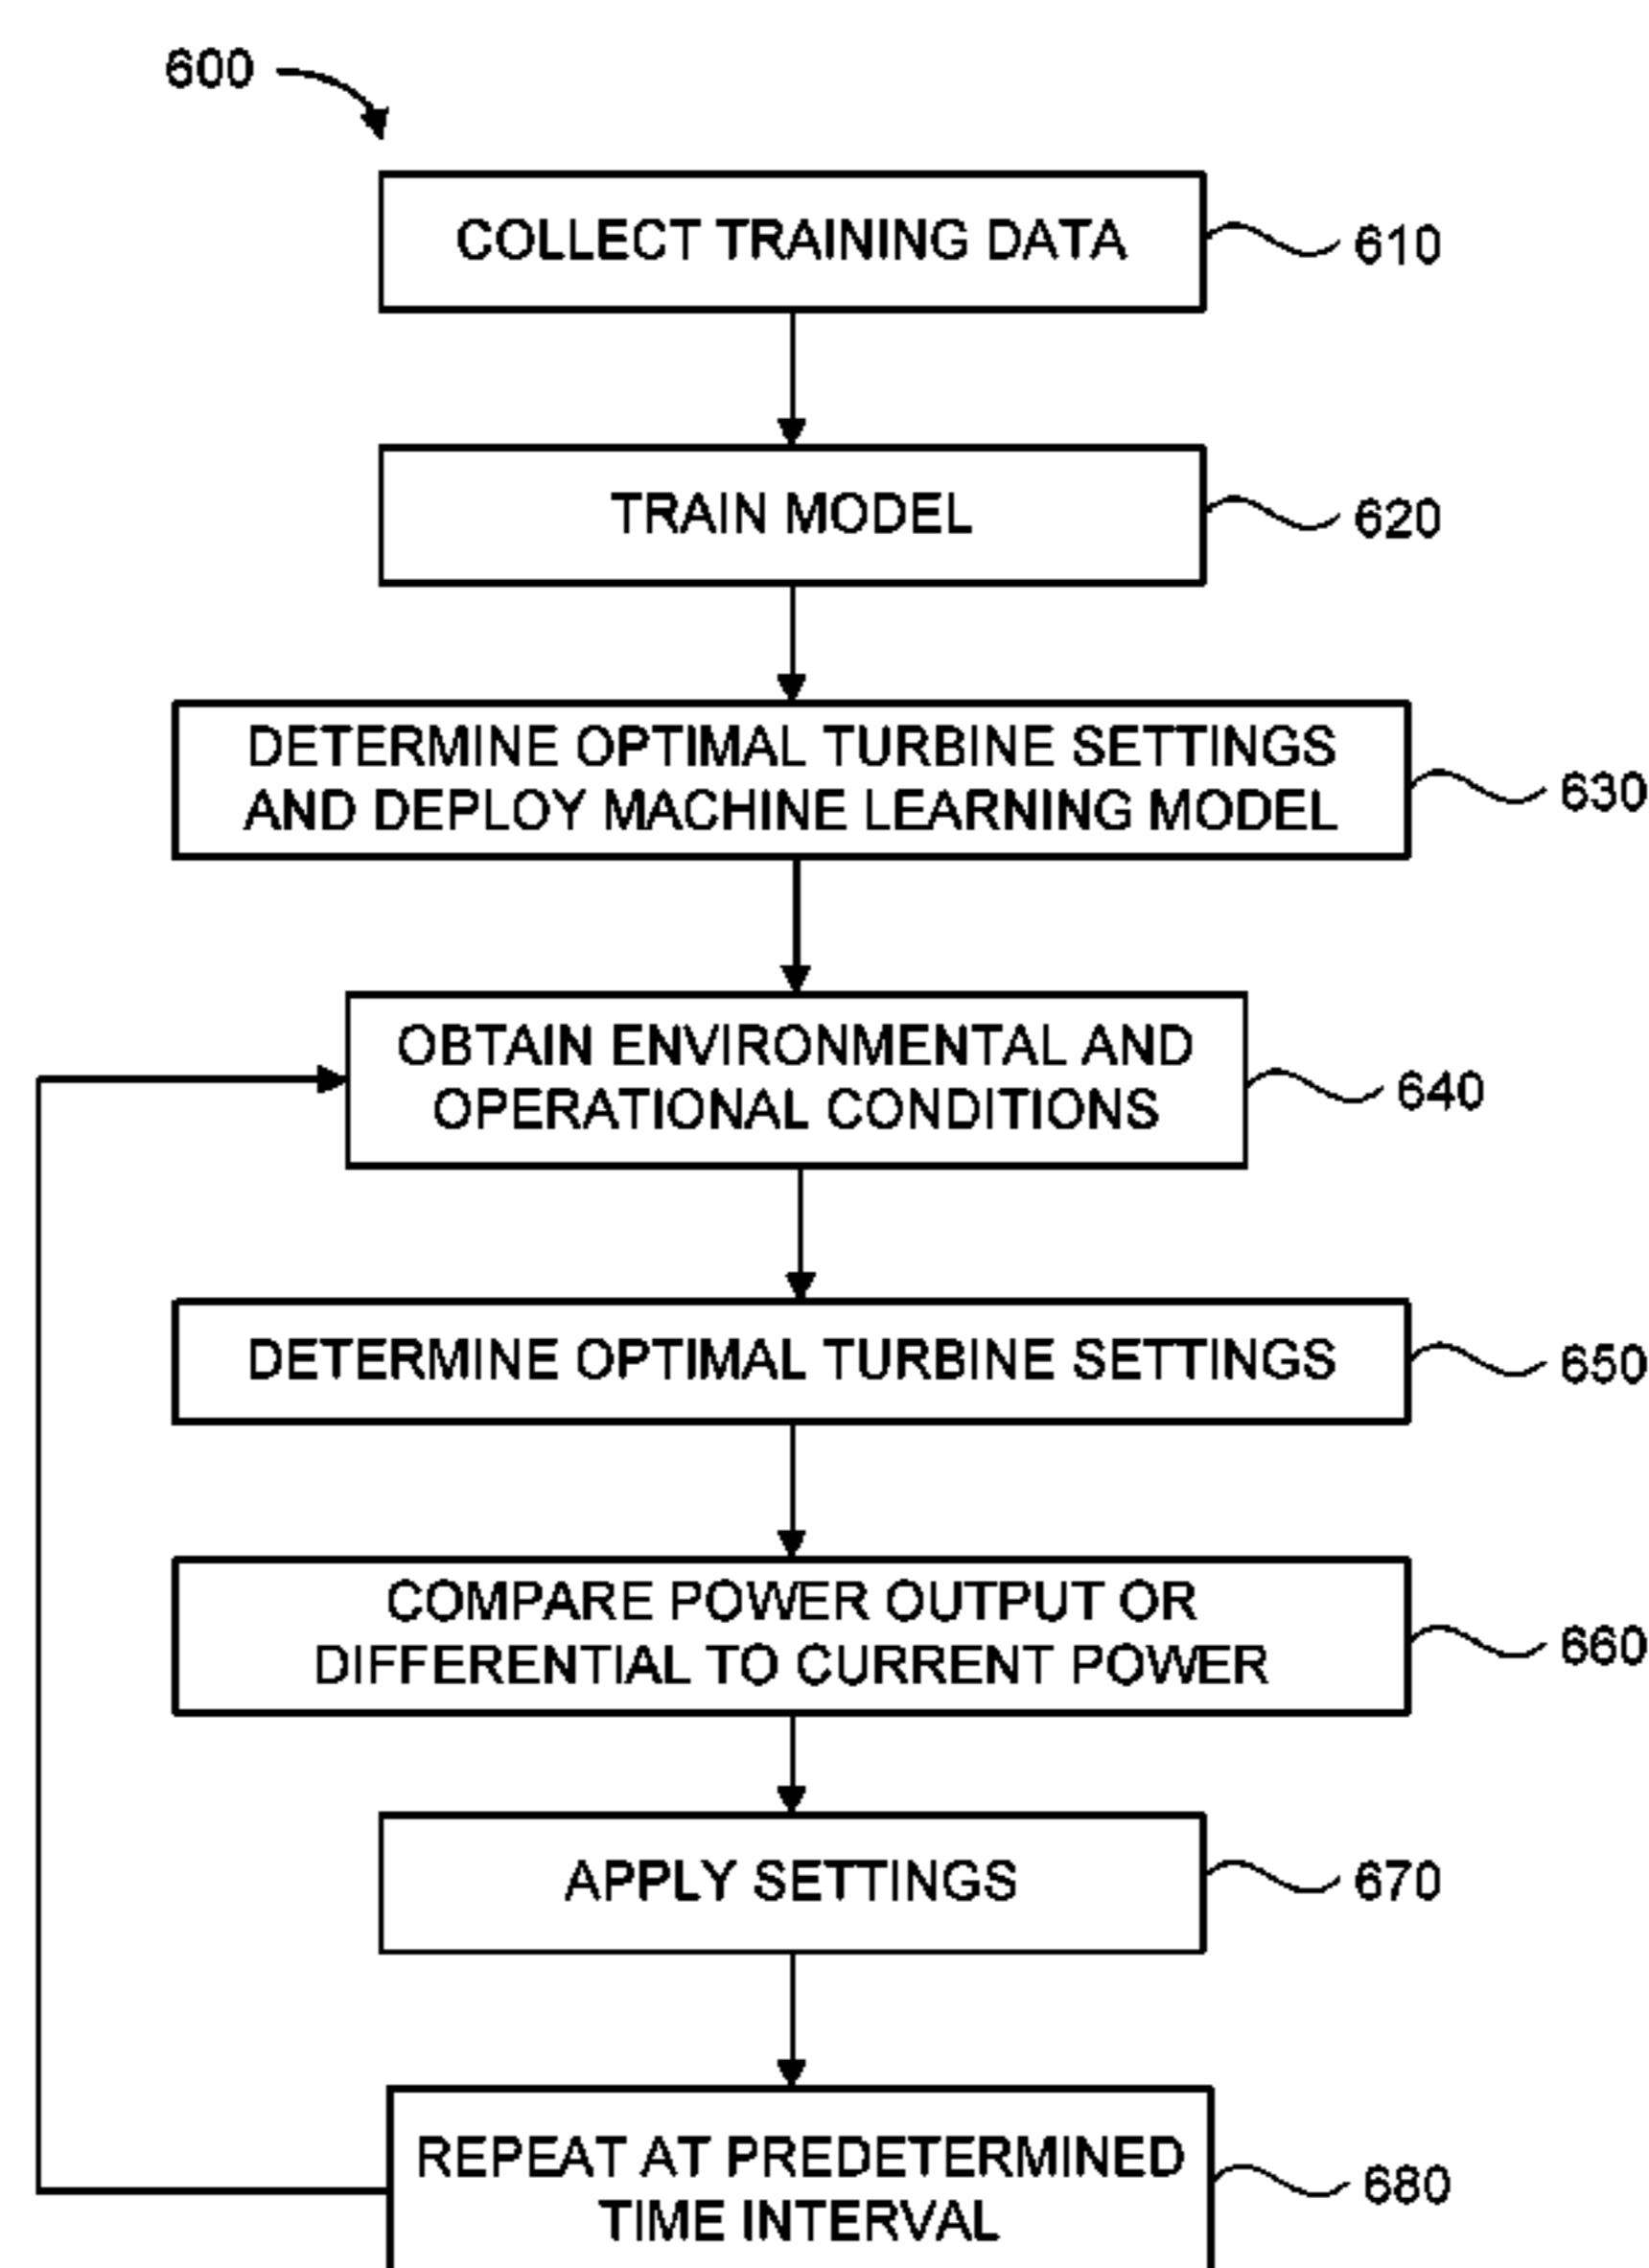 600
COLLECT TRAINING DATA
610
TRAIN MODEL
620
DETERMINE OPTIMAL TURBINE SETTINGS
AND DEPLOY MACHINE LEARNING MODEL
630
OBTAIN ENVIRONMENTAL AND
OPERATIONAL CONDITIONS
640
DETERMINE OPTIMAL TURBINE SETTINGS
650
COMPARE POWER OUTPUT OR
DIFFERENTIAL TO CURRENT POWER
660
APPLY SETTINGS
670
REPEAT AT PREDETERMINED
TIME INTERVAL
680